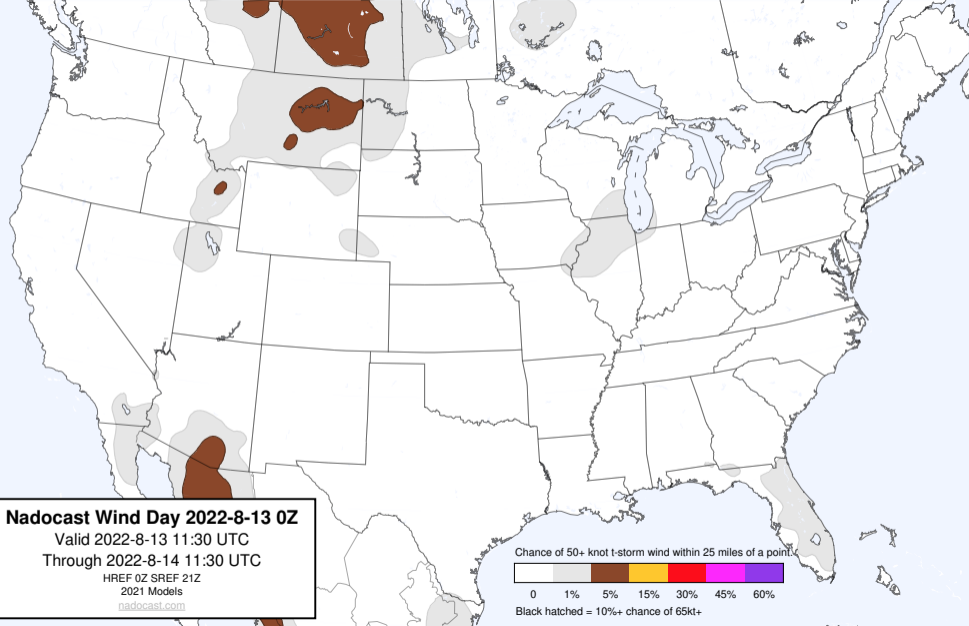 Nadocast Wind Day 2022-8-13 0Z
Valid 2022-8-13 11:30 UTC
Through 2022-8-14 11:30 UTC
HREF 0Z SREF 21Z
2021 Models
nadocast.com
Chance of 50+ knot t-storm wind within 25 miles of a point.
0 1% 5% 15% 30% 45% 60%
Black hatched = 10%+ chance of 65kt+